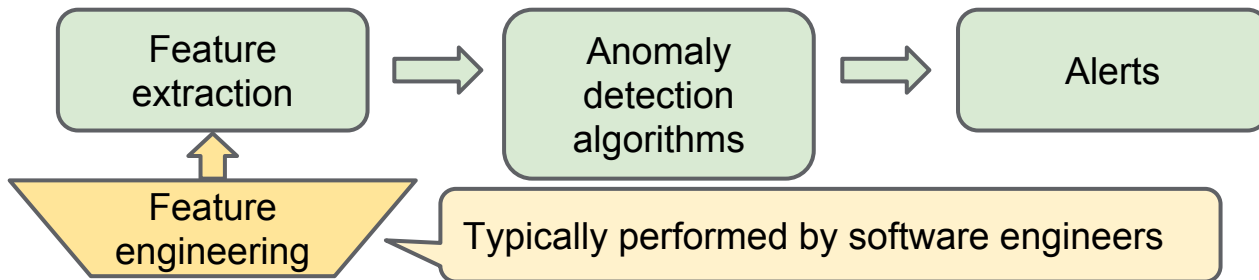 Feature
extraction
Anomaly
detection
algorithms
Alerts
Feature
engineering
Typically performed by software engineers